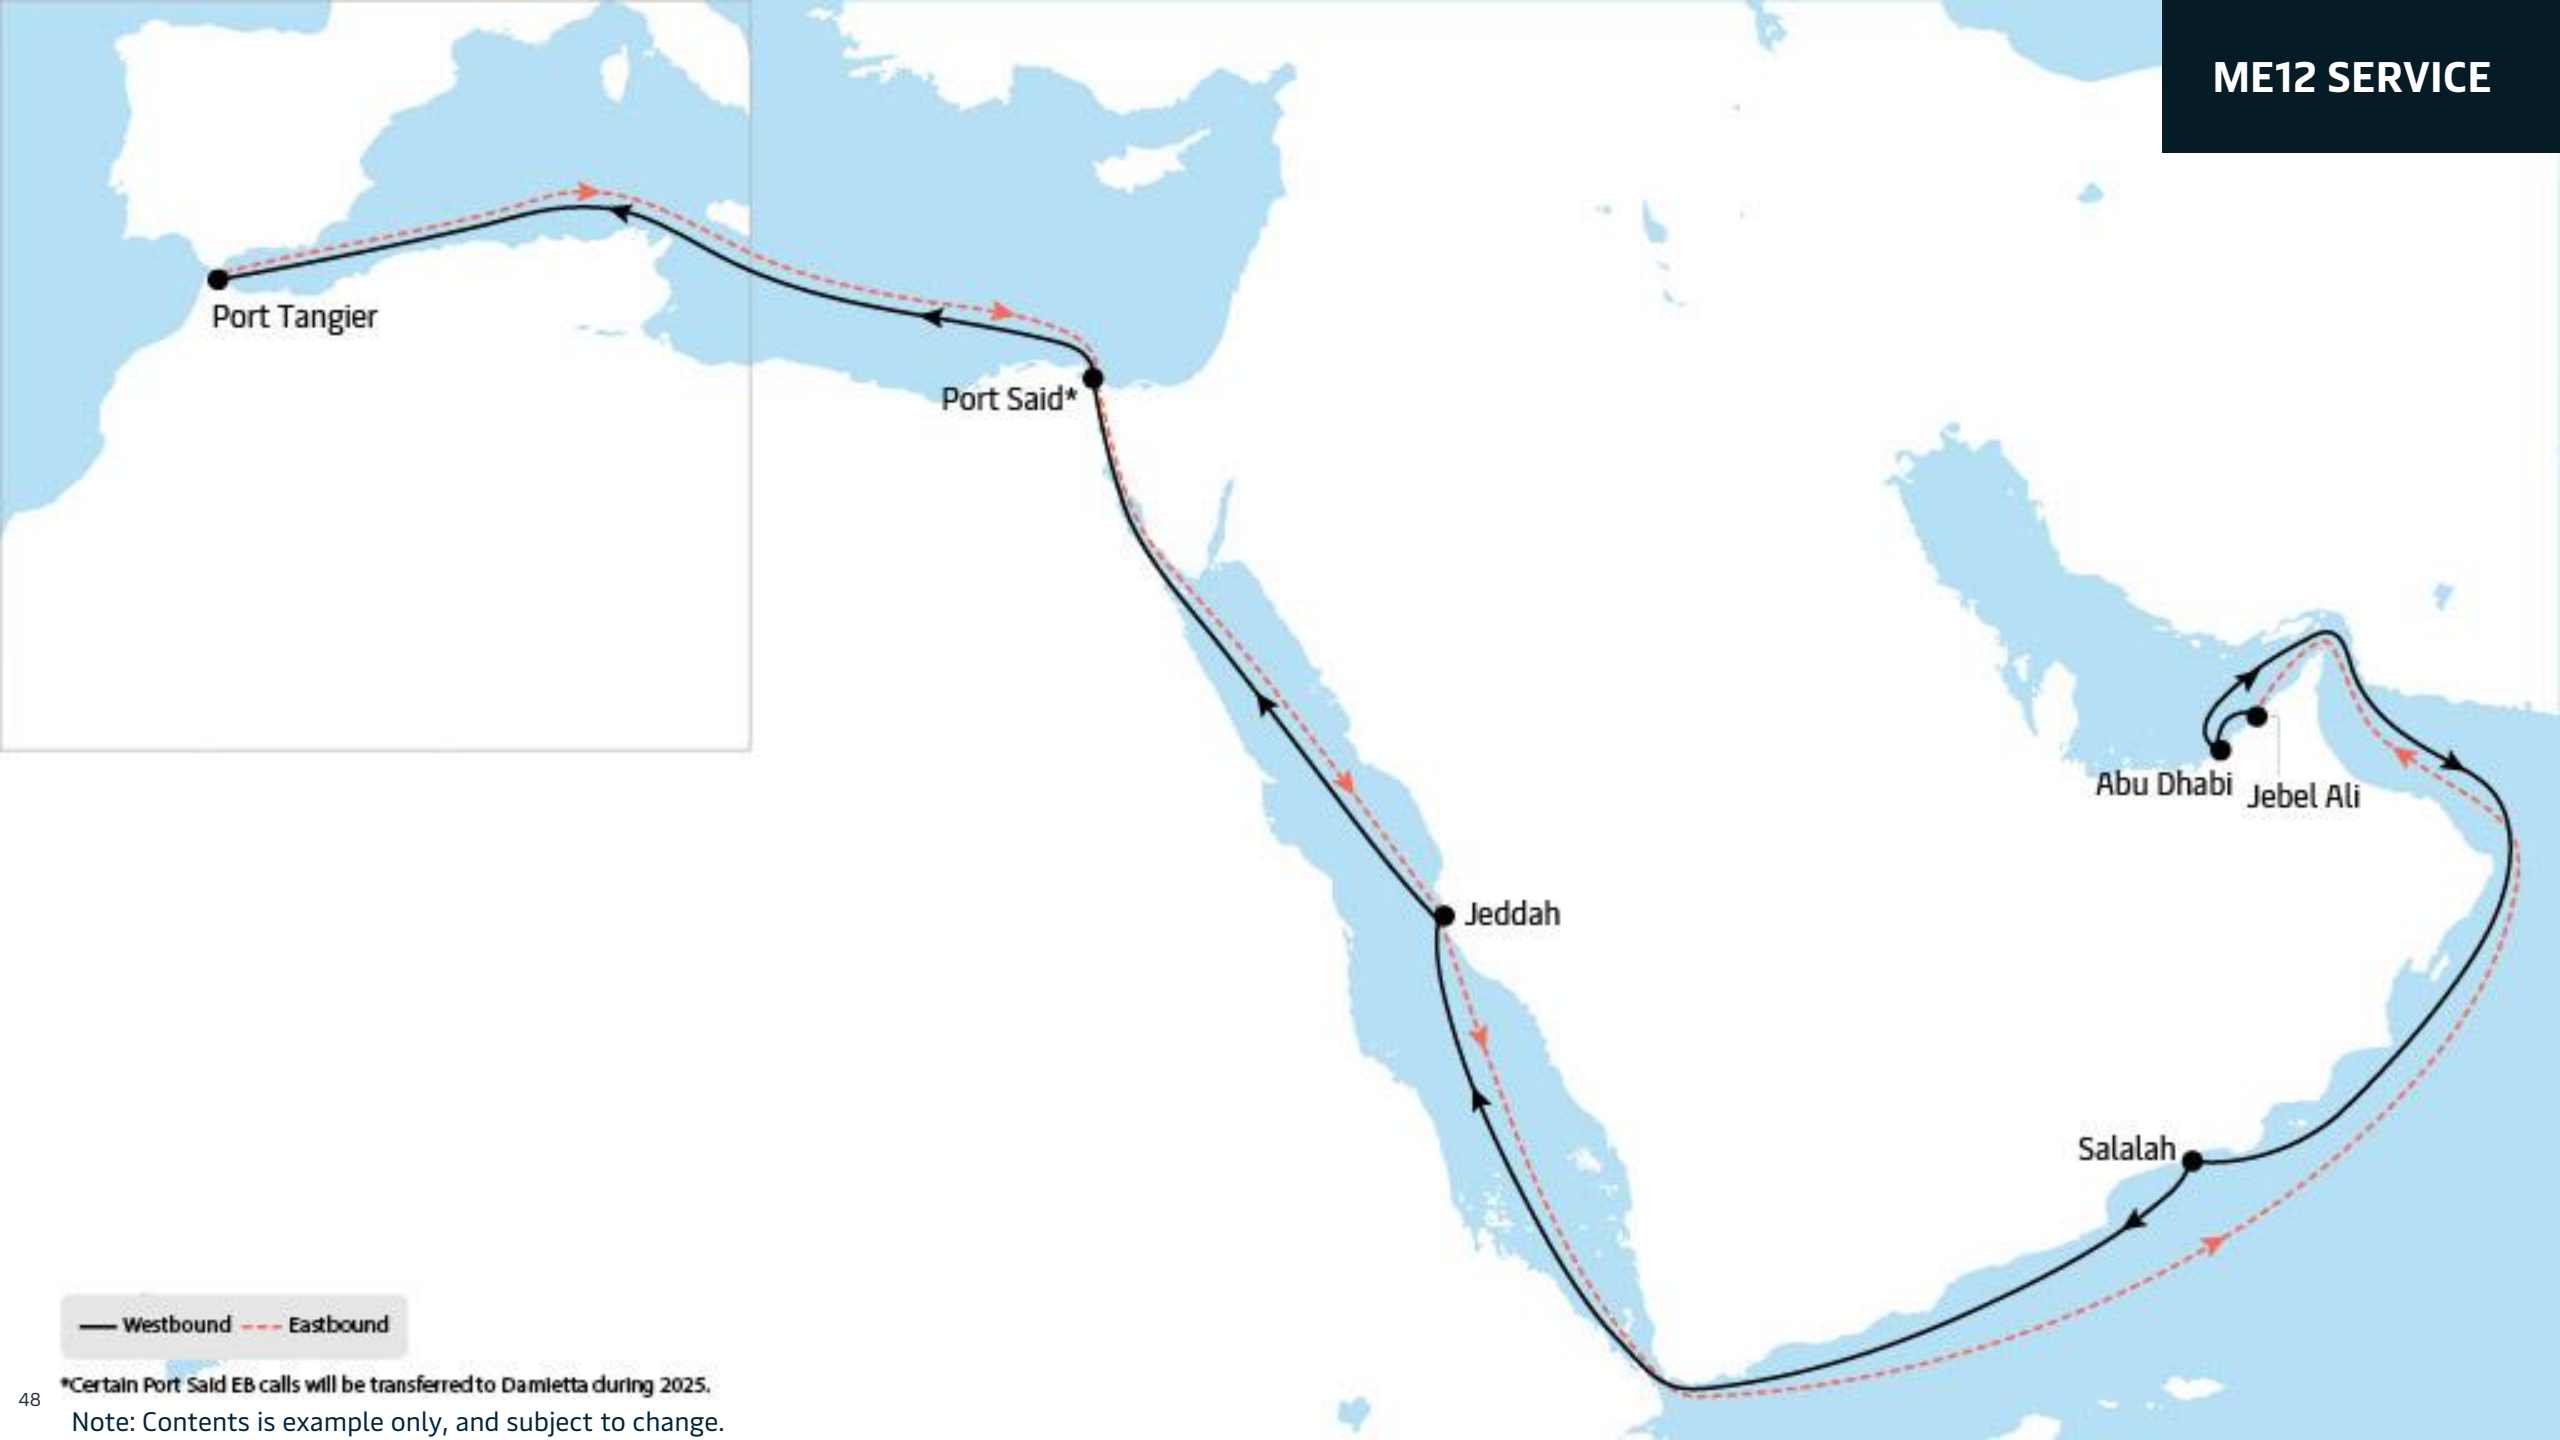 ME12 SERVICE
Port Tangier
Port Said*
Abu Dhabi
Jebel Ali
Jeddah
Salalah
Westbound Eastbound
*Certain Port Said EB calls will be transferred to Damietta during 2025.
48
Note: Contents is example only, and subject to change.